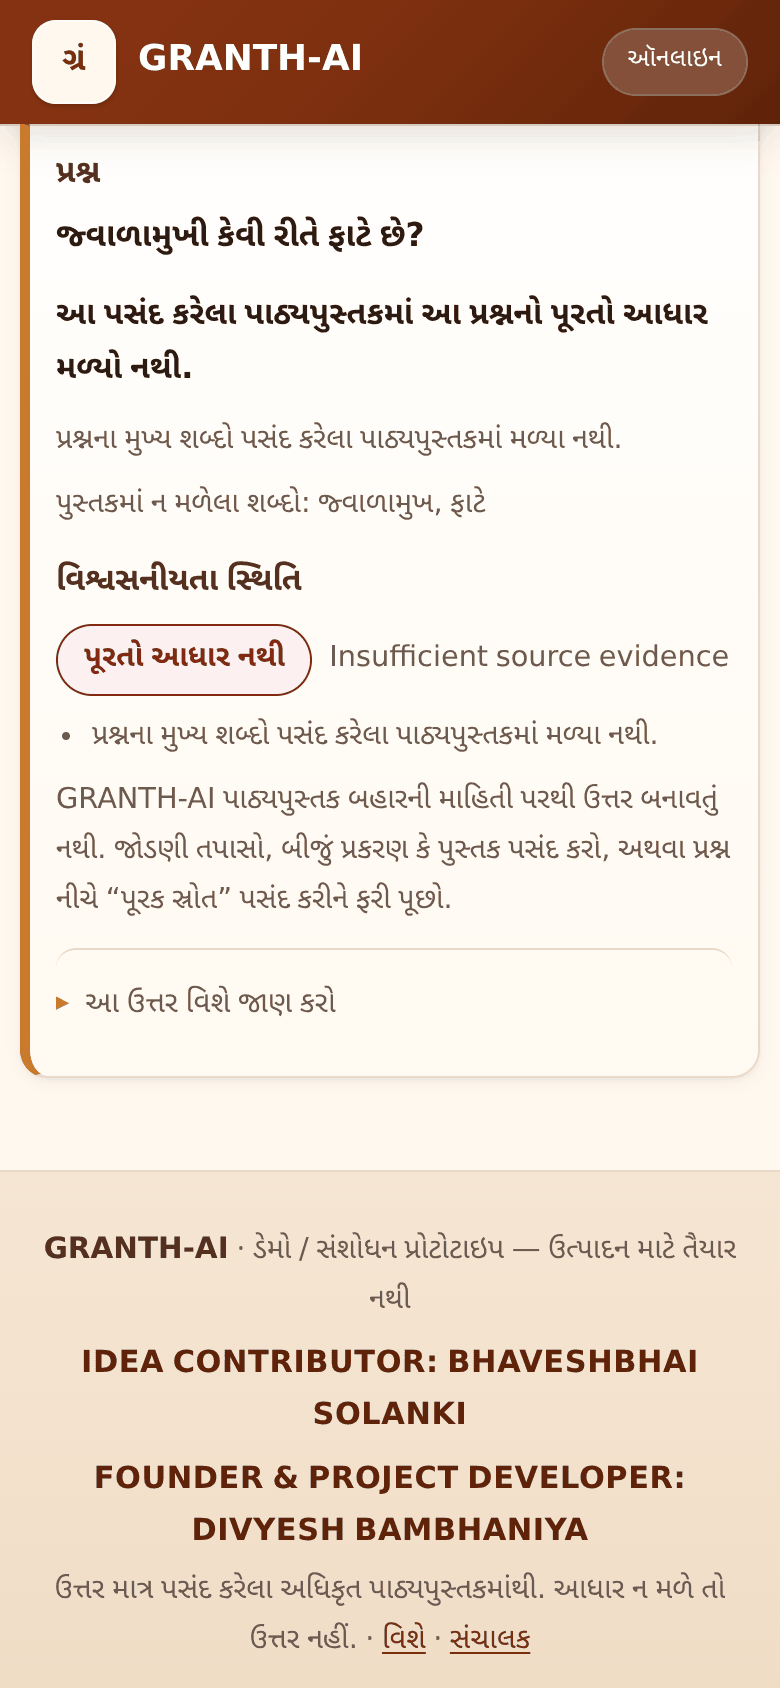 ગ્રં
GRANTH-AI
ઑનલાઇન
પ્રશ્ન
જ્વાળામુખી કેવી રીતે ફાટે છે?
આ પસંદ કરેલા પાઠ્યપુસ્તકમાં આ પ્રશ્નનો પૂરતો આધાર
મળ્યો નથી.
પ્રશ્નના મુખ્ય શબ્દો પસંદ કરેલા પાઠ્યપુસ્તકમાં મળ્યા નથી.
પુસ્તકમાં ન મળેલા શબ્દો: જ્વાળામુખ, ફાટે
વિશ્વસનીયતા સ્થિતિ
પૂરતો આધાર નથી Insufficient source evidence
• પ્રશ્નના મુખ્ય શબ્દો પસંદ કરેલા પાઠ્યપુસ્તકમાં મળ્યા નથી.
GRANTH-AI પાઠ્યપુસ્તક બહારની માહિતી પરથી ઉત્તર બનાવતું
નથી. જોડણી તપાસો, બીજું પ્રકરણ કે પુસ્તક પસંદ કરો, અથવા પ્રશ્ન
નીચે “પૂરક સ્રોત” પસંદ કરીને ફરી પૂછો.
▸ આ ઉત્તર વિશે જાણ કરો
GRANTH-AI · ડેમો / સંશોધન પ્રોટોટાઇપ — ઉત્પાદન માટે તૈયાર
નથી
IDEA CONTRIBUTOR: BHAVESHBHAI
SOLANKI
FOUNDER & PROJECT DEVELOPER:
DIVYESH BAMBHANIYA
ઉત્તર માત્ર પસંદ કરેલા અધિકૃત પાઠ્યપુસ્તકમાંથી. આધાર ન મળે તો
ઉત્તર નહીં. · વિશે · સંચાલક